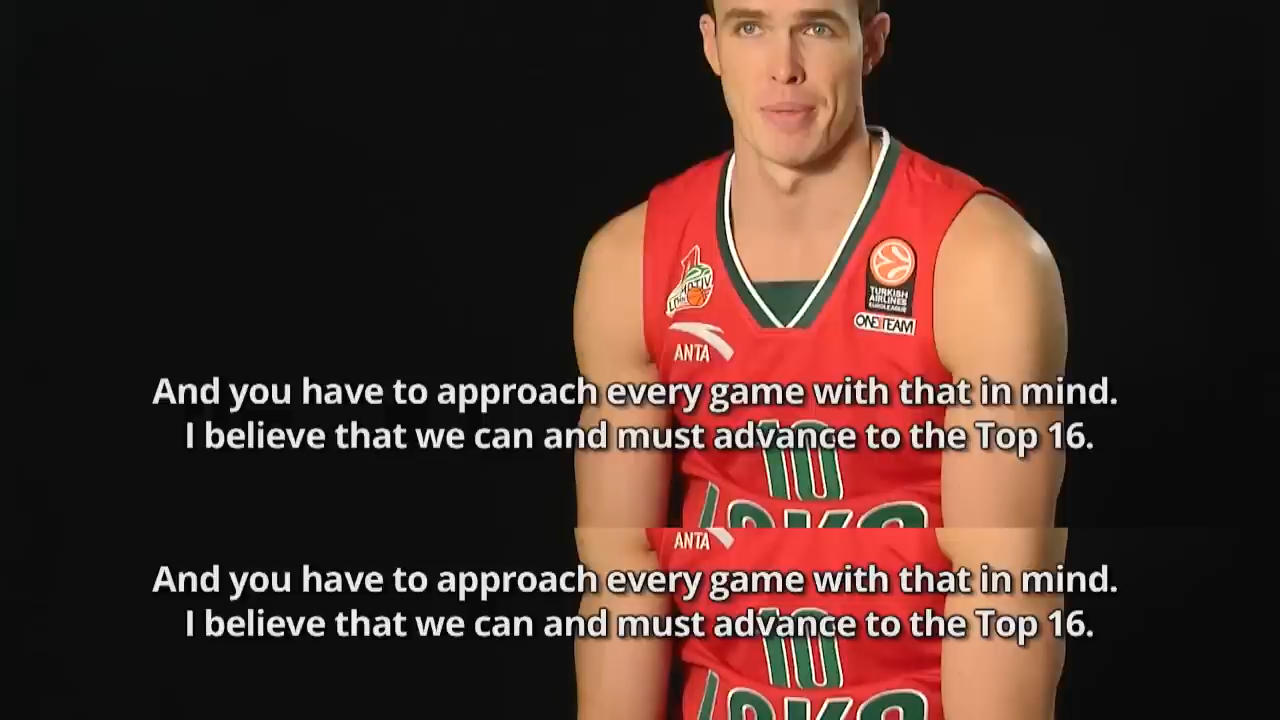 TURKISH
AIRLINES
EUROLEAGUE
ONE TEAM
ANTA
And you have to approach every game with that in mind.
I believe that we can and must advance to the Top 16.
10
ANTA
And you have to approach every game with that in mind.
I believe that we can and must advance to the Top 16.
10